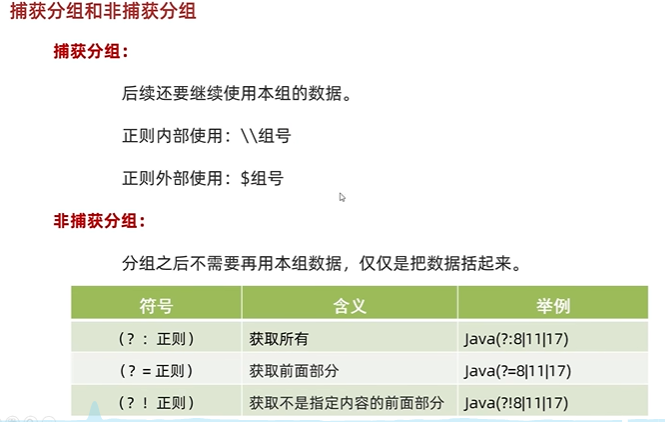 捕获分组和非捕获分组
捕获分组：
后续还要继续使用本组的数据。
正则内部使用：\\组号
正则外部使用：$组号
非捕获分组：
分组之后不需要再用本组数据，仅仅是把数据括起来。
符号 含义 举例
（？：正则） 获取所有 Java(?:8|11|17)
（？=正则） 获取前面部分 Java(?=8|11|17)
（？！正则） 获取不是指定内容的前面部分 Java(?!8|11|17)